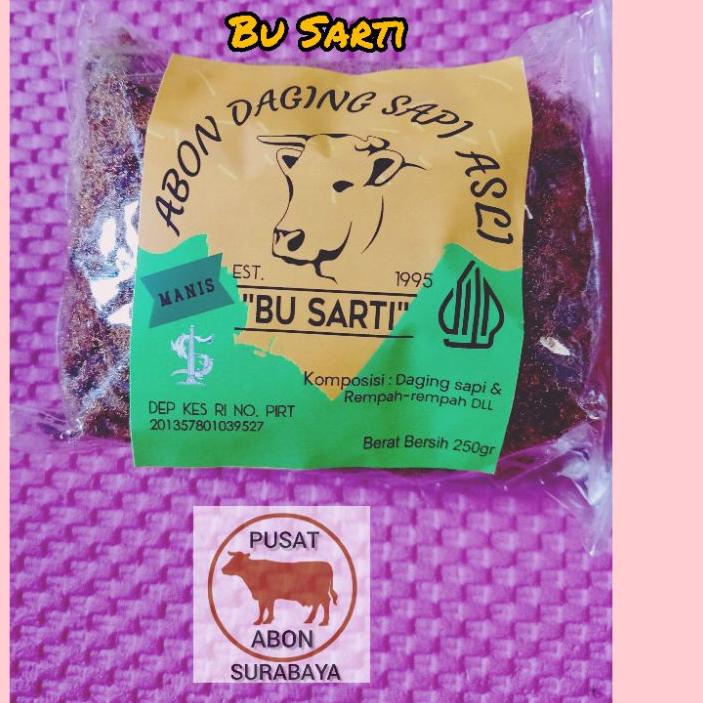 BU SARTI
ABON DAGING SAPI ASLI
MANIS
EST. 1995
"BU SARTI"
Komposisi : Daging sapi &
Rempah-rempah DLL
DEP KES RI NO. PIRT
201357801039527
Berat Bersih 250gr
PUSAT
ABON
SURABAYA